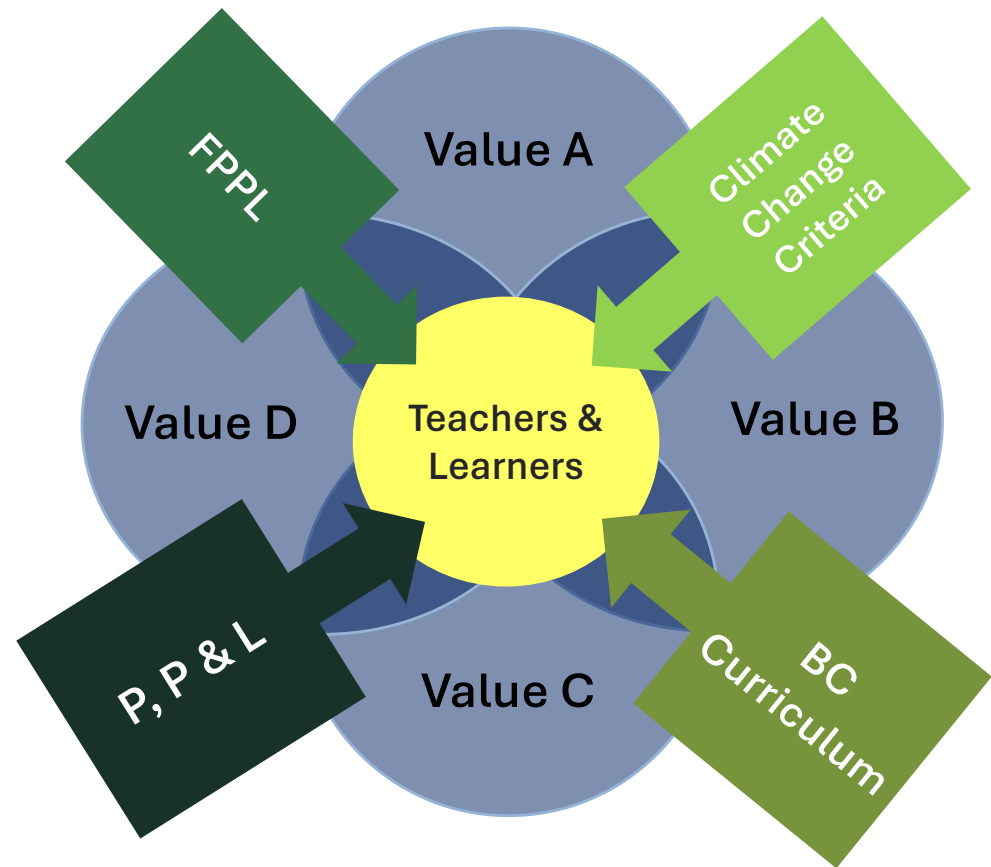 Value A
FPPL
Climate
Change
Criteria
Value D
Teachers &
Learners
Value B
P, P & L
Value C
BC
Curriculum